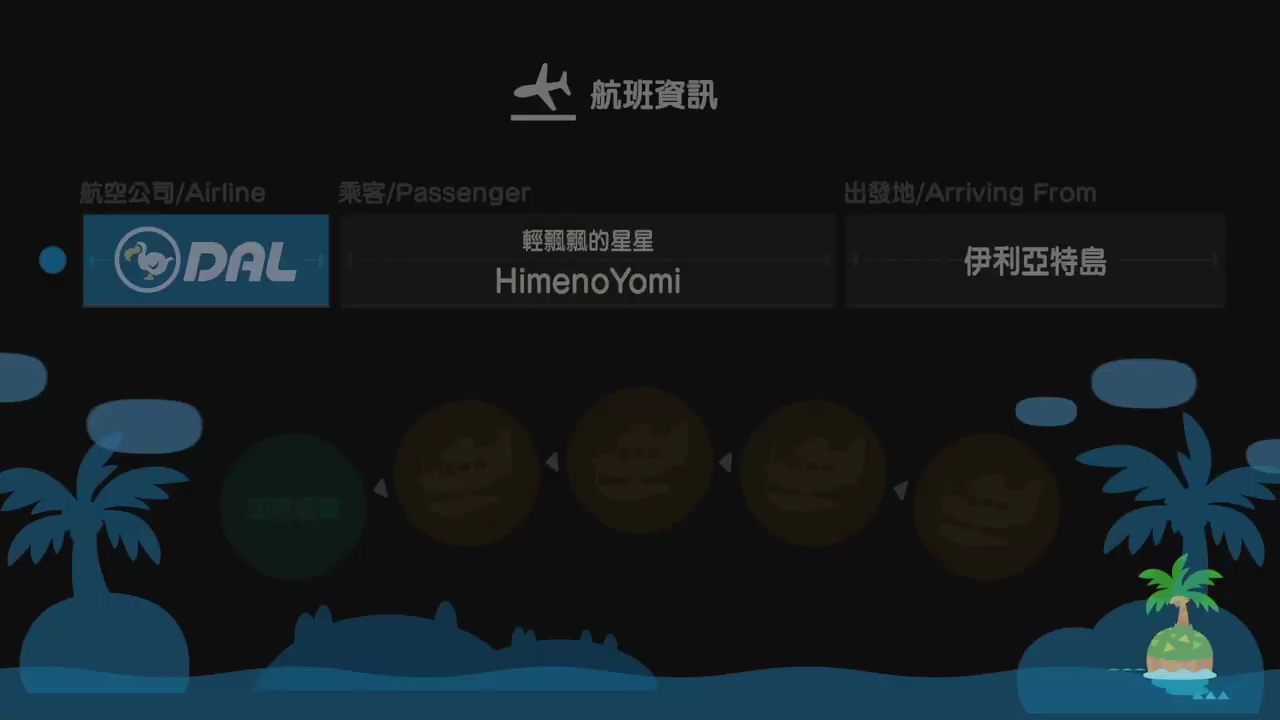 航班資訊
航空公司/Airline
乘客/Passenger
出發地/Arriving From
DAL
輕飄飄的星星
HimenoYomi
伊利亞特島